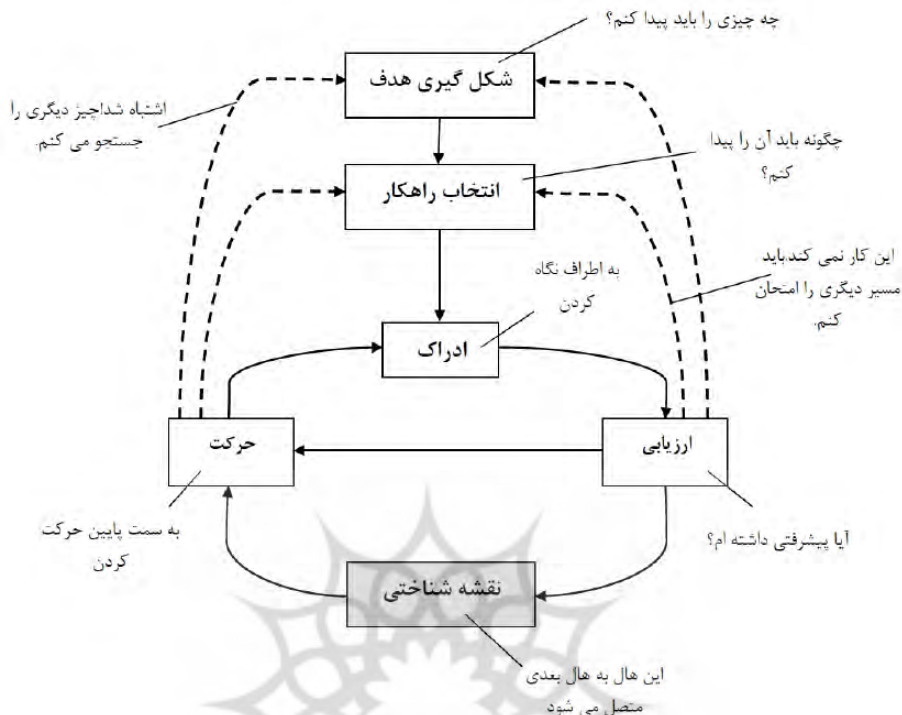 چه چیزی را باید پیدا کنم؟
شکل گیری هدف
اشتباه شداچیز دیگری را
جستجو می کنم.
چگونه باید آن را پیدا
کنم؟
انتخاب راهکار
این کار نمی کند.باید
مسیر دیگری را امتحان
کنم.
به اطراف نگاه
کردن
ادراک
ارزیابی
حرکت
آیا پیشرفتی داشته ام؟
به سمت پایین حرکت
کردن
نقشه شناختی
این هال به هال بعدی
متصل می شود